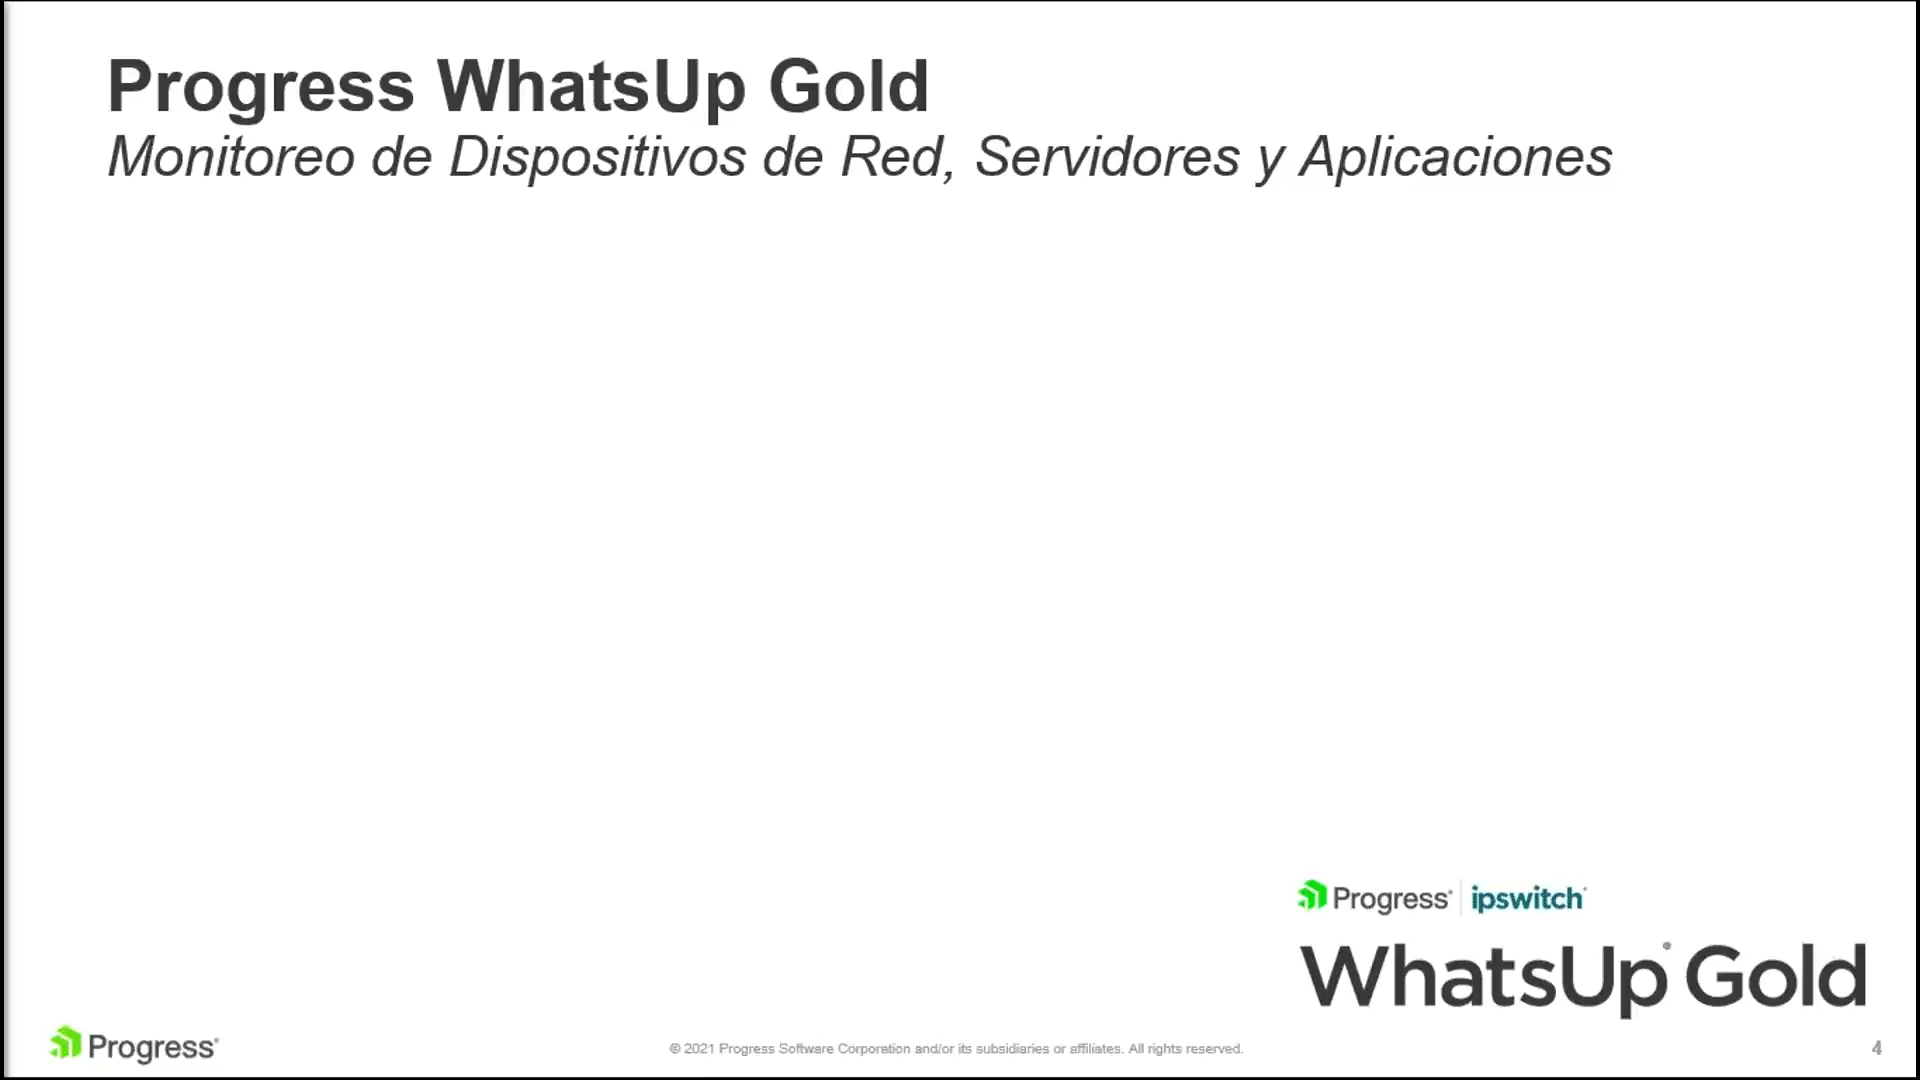 Progress WhatsUp Gold
Monitoreo de Dispositivos de Red, Servidores y Aplicaciones
Progress® ipswitch®
WhatsUp® Gold
Progress®
© 2021 Progress Software Corporation and/or its subsidiaries or affiliates. All rights reserved.
4